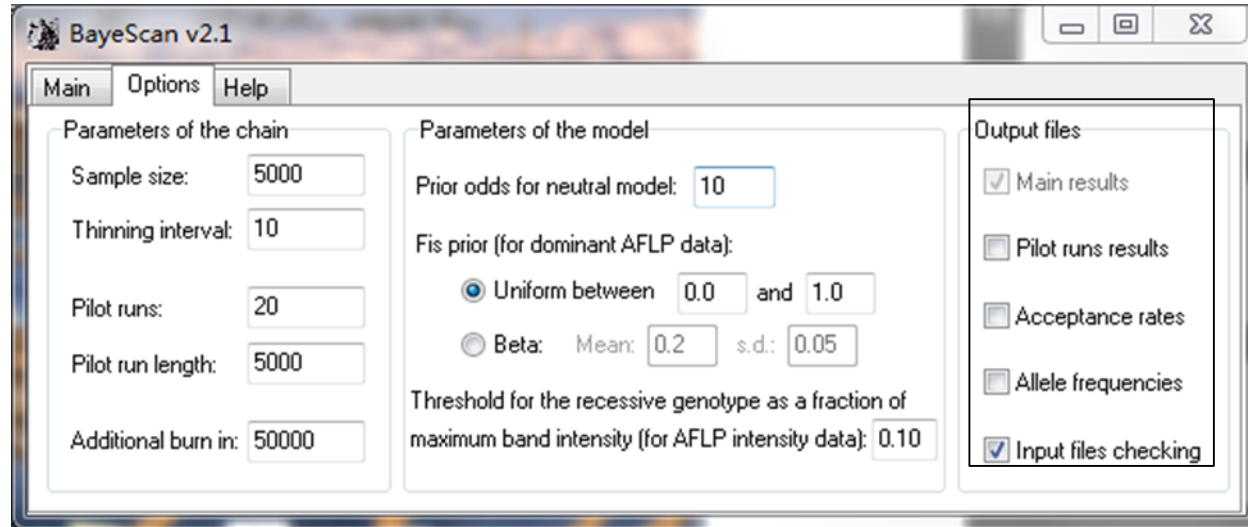 BayeScan v2.1
Main Options Help
Parameters of the chain
Sample size: 5000
Thinning interval: 10
Pilot runs: 20
Pilot run length: 5000
Additional burn in: 50000
Parameters of the model
Prior odds for neutral model: 10
Fis prior (for dominant AFLP data):
Uniform between 0.0 and 1.0
Beta: Mean: 0.2 s.d.: 0.05
Threshold for the recessive genotype as a fraction of
maximum band intensity (for AFLP intensity data): 0.10
Output files
Main results
Pilot runs results
Acceptance rates
Allele frequencies
Input files checking